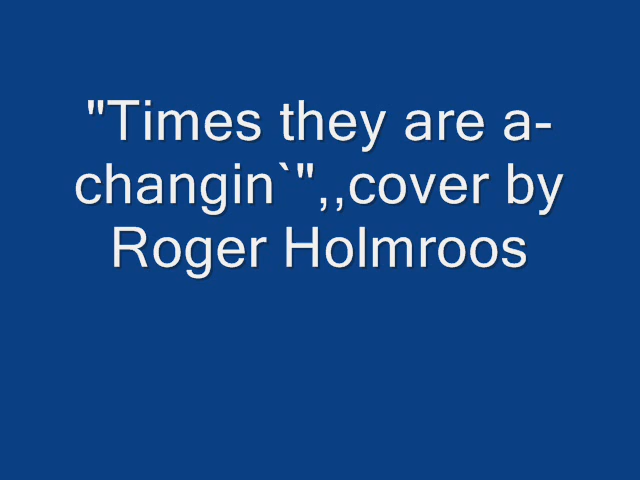 "Times they are a-
changin`",,cover by
Roger Holmroos